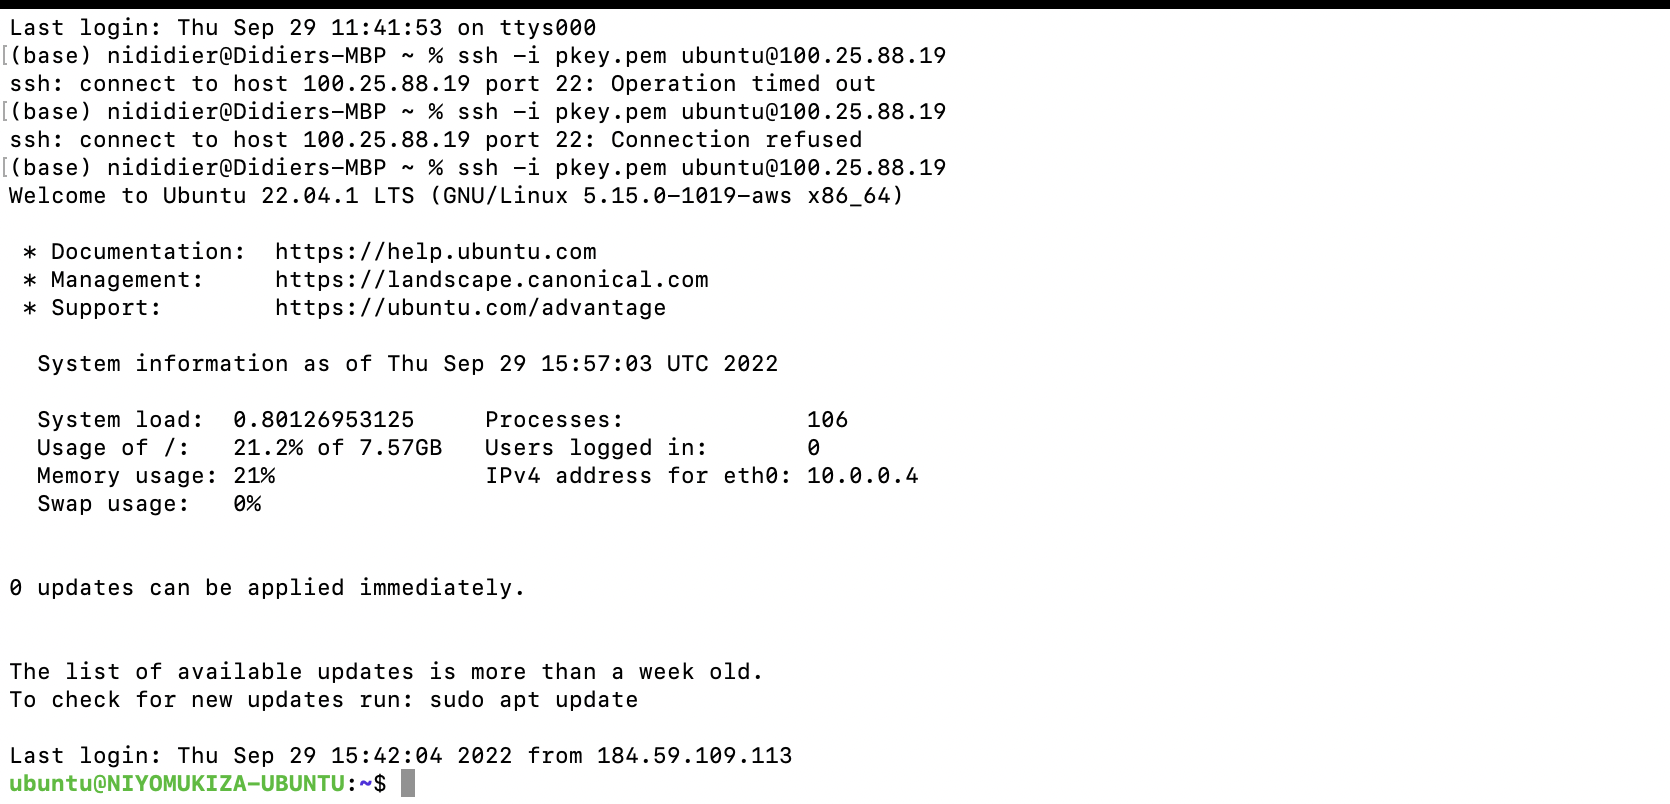 Last login: Thu Sep 29 11:41:53 on ttys000
[(base) nididier@Didiers-MBP ~ % ssh -i pkey.pem ubuntu@100.25.88.19
ssh: connect to host 100.25.88.19 port 22: Operation timed out
[(base) nididier@Didiers-MBP ~ % ssh -i pkey.pem ubuntu@100.25.88.19
ssh: connect to host 100.25.88.19 port 22: Connection refused
[(base) nididier@Didiers-MBP ~ % ssh -i pkey.pem ubuntu@100.25.88.19
Welcome to Ubuntu 22.04.1 LTS (GNU/Linux 5.15.0-1019-aws x86_64)
* Documentation:  https://help.ubuntu.com
* Management:     https://landscape.canonical.com
* Support:        https://ubuntu.com/advantage
System information as of Thu Sep 29 15:57:03 UTC 2022
System load:  0.80126953125     Processes:             106
Usage of /:   21.2% of 7.57GB   Users logged in:       0
Memory usage: 21%               IPv4 address for eth0: 10.0.0.4
Swap usage:   0%
0 updates can be applied immediately.
The list of available updates is more than a week old.
To check for new updates run: sudo apt update
Last login: Thu Sep 29 15:42:04 2022 from 184.59.109.113
ubuntu@NIYOMUKIZA-UBUNTU:~$